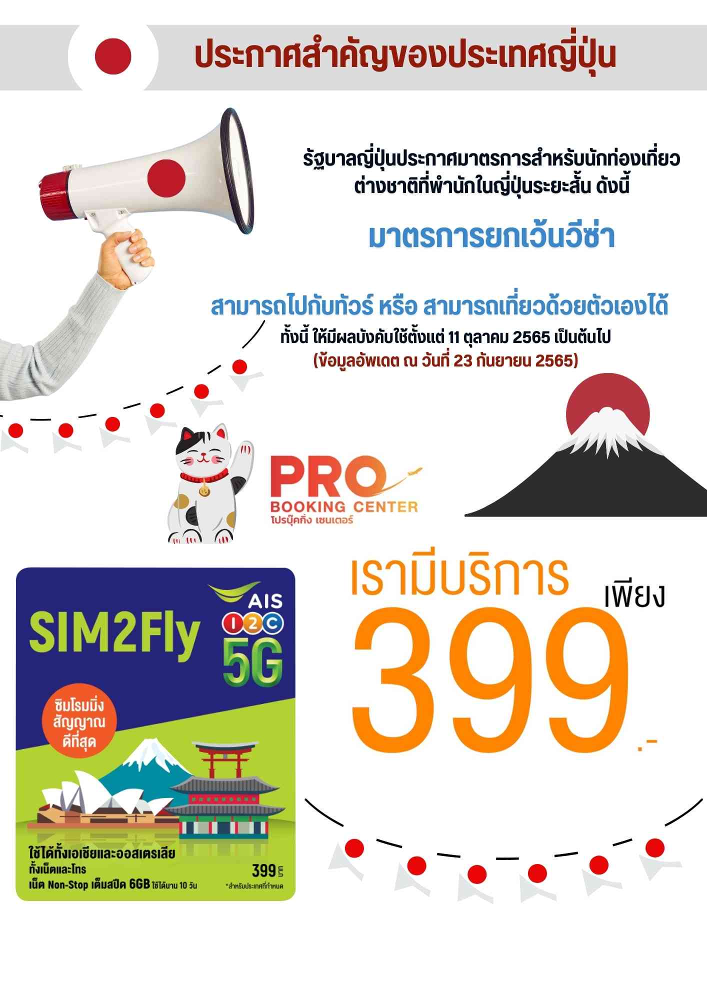 ประกาศสำคัญของประเทศญี่ปุ่น
รัฐบาลญี่ปุ่นประกาศมาตรการสำหรับนักท่องเที่ยว
ต่างชาติที่พำนักในญี่ปุ่นระยะสั้น ดังนี้
มาตรการยกเว้นวีซ่า
สามารถไปกับทัวร์ หรือ สามารถเที่ยวด้วยตัวเองได้
ทั้งนี้ ให้มีผลบังคับใช้ตั้งแต่ 11 ตุลาคม 2565 เป็นต้นไป
(ข้อมูลอัพเดต ณ วันที่ 23 กันยายน 2565)
PRO
BOOKING CENTER
โปรบุ๊คกิ่ง เซนเตอร์
เรามีบริการ
เพียง
399.-
AIS
SIM2Fly
I2C
5G
ซิมโรมมิ่ง
สัญญาณ
ดีที่สุด
ใช้ได้ทั้งเอเชียและออสเตรเลีย
ทั้งเน็ตและโทร
399 บาท
เน็ต Non-Stop เต็มสปีด 6GB ใช้ได้นาน 10 วัน
*สำหรับประเทศที่กำหนด